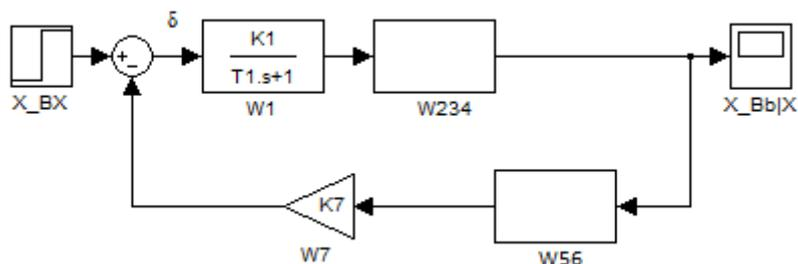 δ
X_BX
+
−
K1
T1.s+1
W1
W234
X_Bb|X
K7
W7
W56